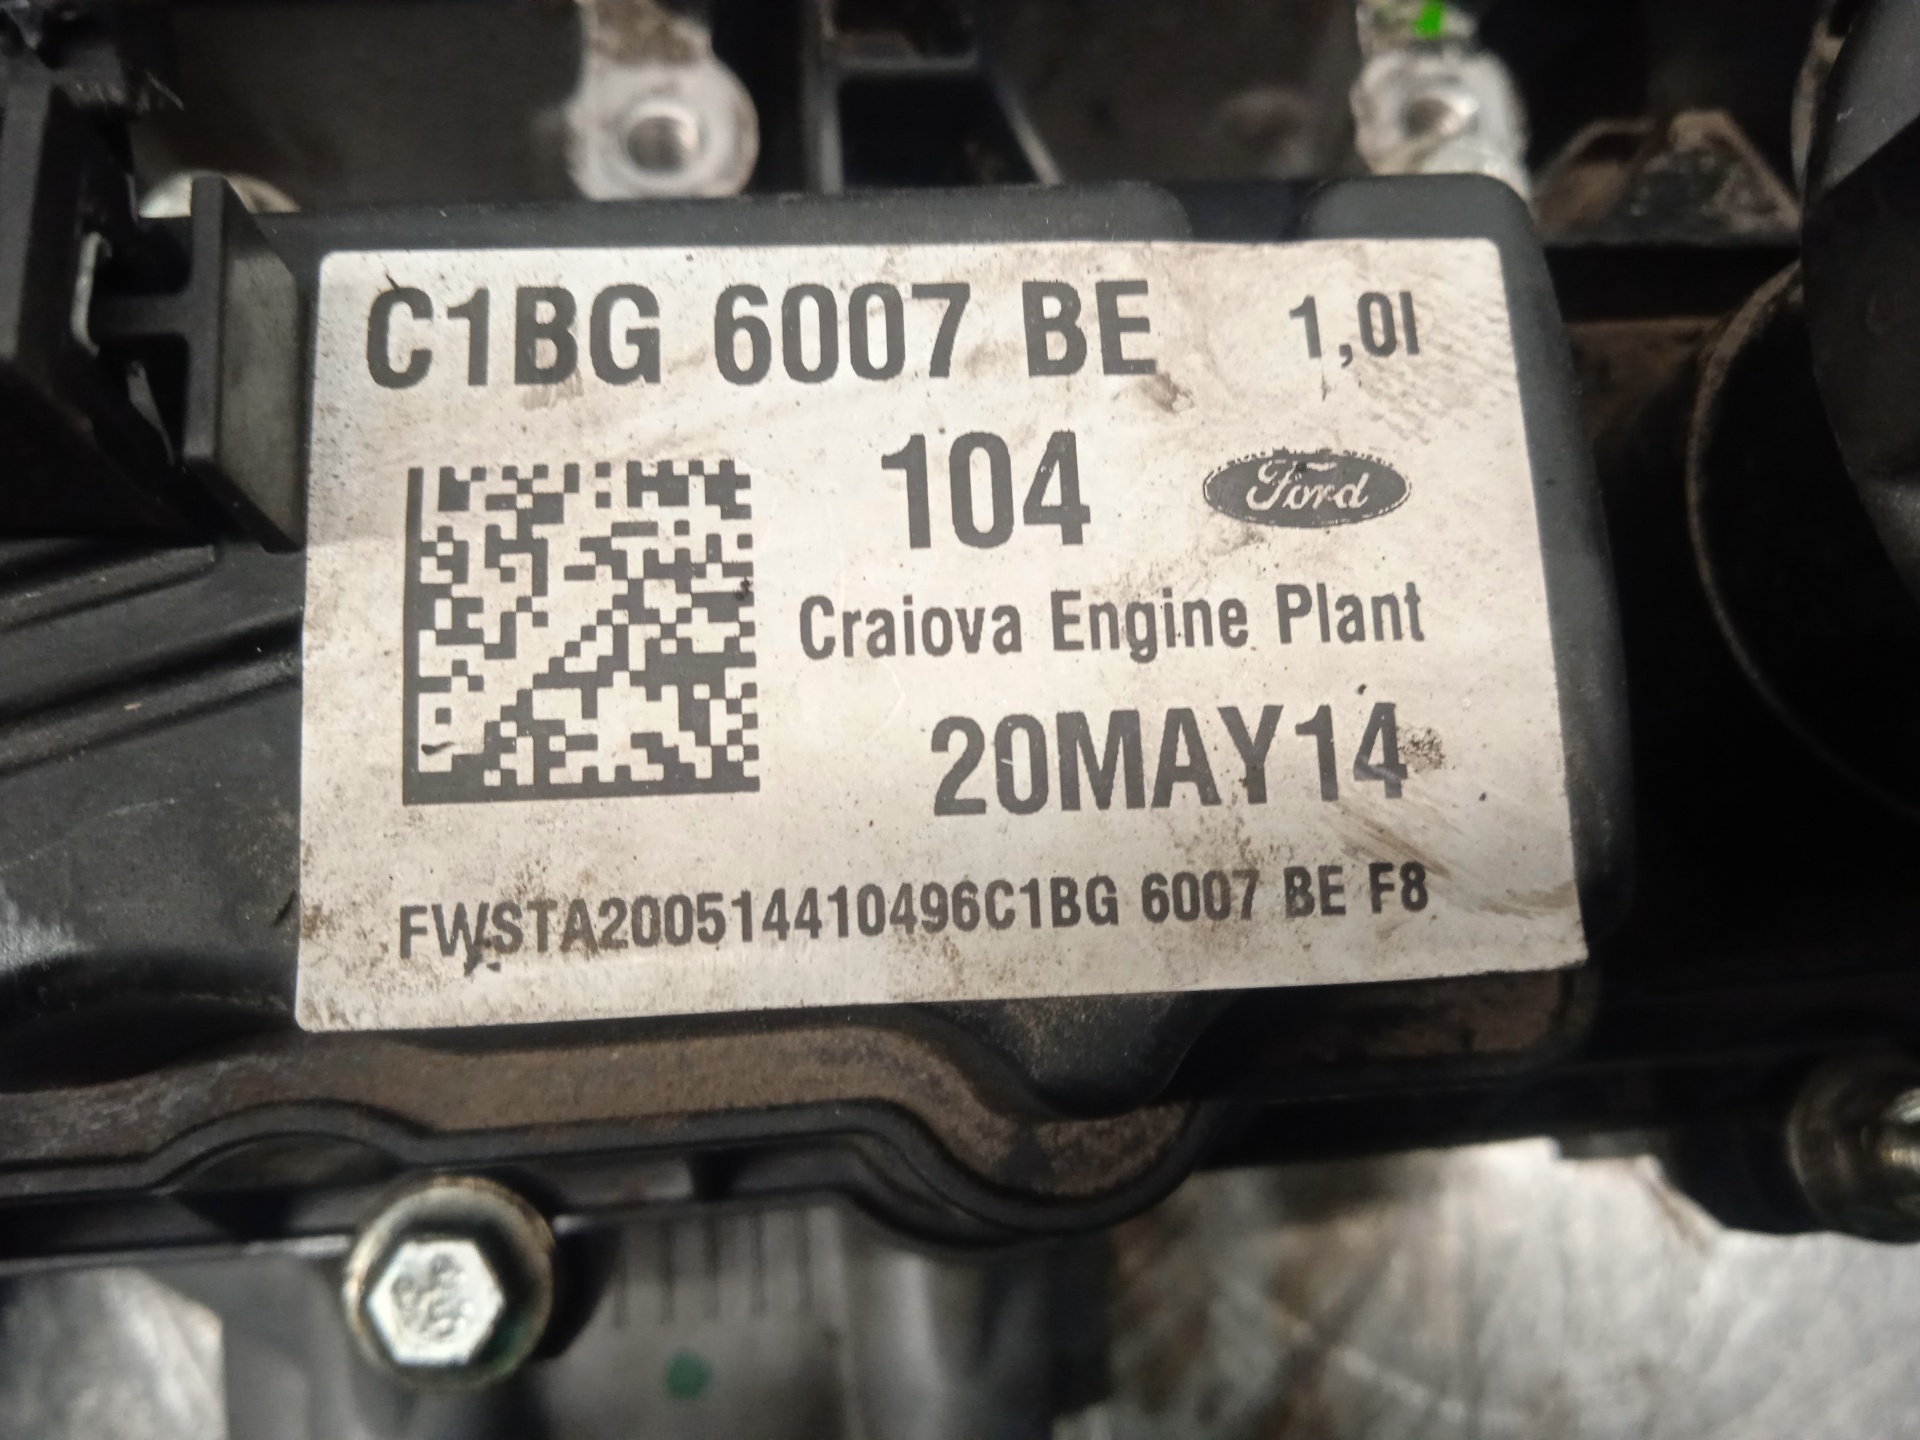 C1BG 6007 BE 1,0l
104 Ford
Craiova Engine Plant
20MAY14
FWSTA200514410496C1BG 6007 BE F8